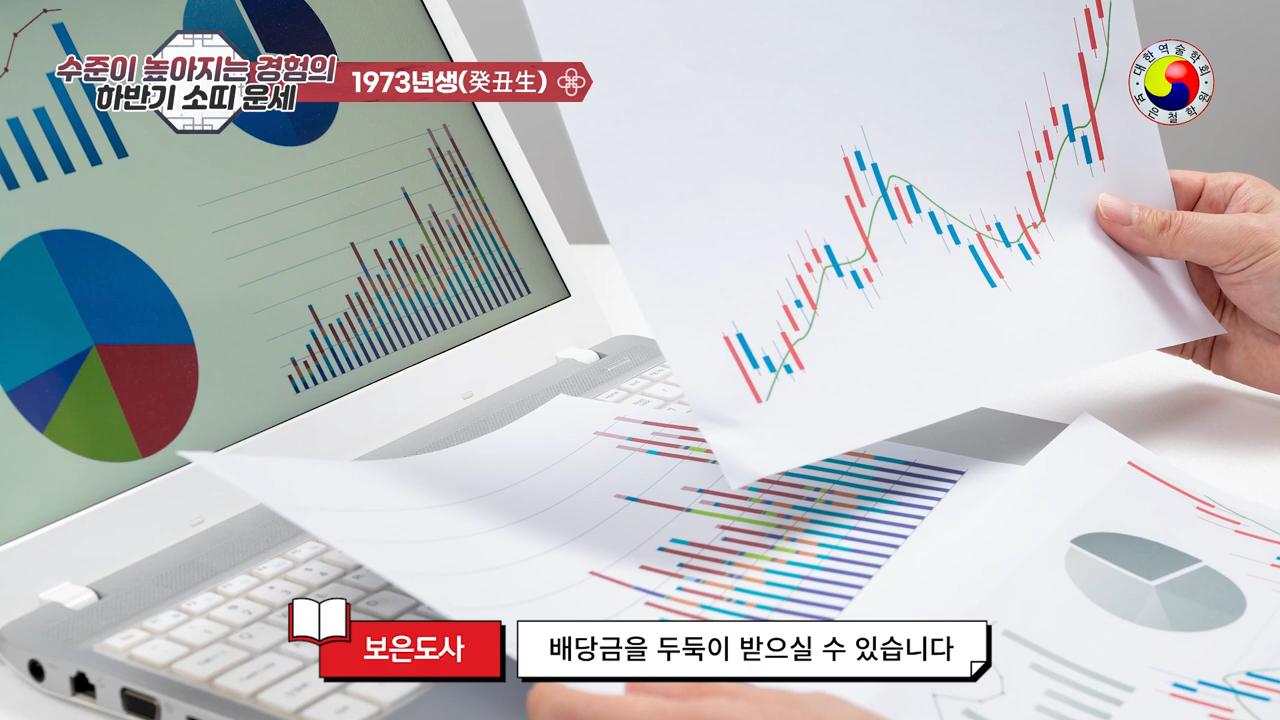 수준이 높아지는 경험의
하반기 소띠 운세
1973년생(癸丑生)
대한역술학회
보은철학원
보은도사
배당금을 두둑이 받으실 수 있습니다